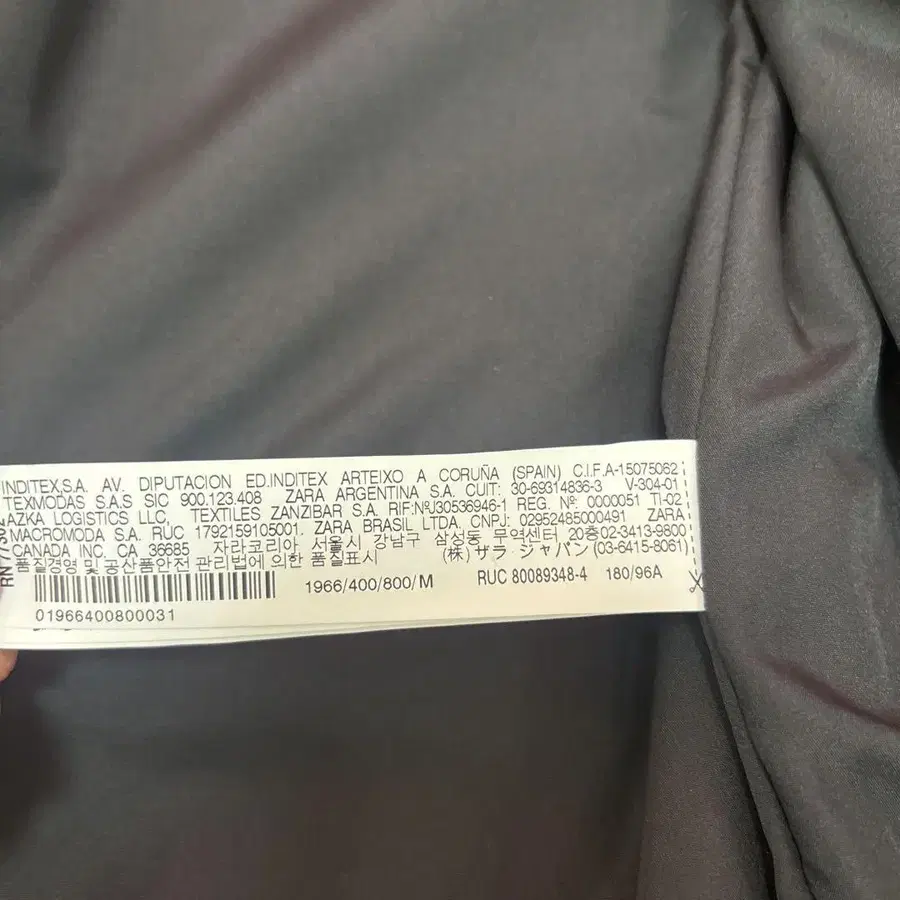 INDITEX,S.A. AV. DIPUTACION ED.INDITEX ARTEIXO A CORUÑA (SPAIN) C.I.F.A-15075062
TEXMODAS S.A.S SIC 900.123.408 ZARA ARGENTINA S.A. CUIT: 30-69314836-3 V-304-01
AZKA LOGISTICS LLC, TEXTILES ZANZIBAR S.A. RIF:NºJ30536946-1 REG. Nº 0000051 TI-02
MACROMODA S.A. RUC 1792159105001. ZARA BRASIL LTDA. CNPJ: 02952485000491 ZARA
CANADA INC. CA 36685 자라코리아 서울시 강남구 삼성동 무역센터 20층02-3413-9800
품질경영 및 공산품안전 관리법에 의한 품질표시 (株) ザラ ジャパン (03-6415-8061)
1966/400/800/M RUC 80089348-4 180/96A
01966400800031